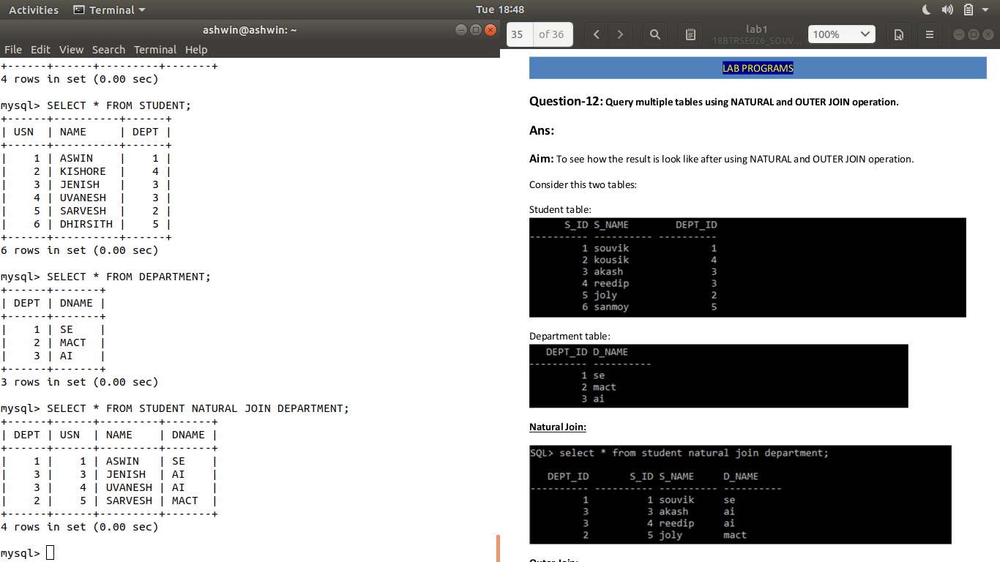 Activities Terminal Tue 18:48
ashwin@ashwin: ~
File Edit View Search Terminal Help
+------+------+---------+-------+
4 rows in set (0.00 sec)
mysql> SELECT * FROM STUDENT;
+------+----------+------+
| USN  | NAME     | DEPT |
+------+----------+------+
|    1 | ASWIN    |    1 |
|    2 | KISHORE  |    4 |
|    3 | JENISH   |    3 |
|    4 | UVANESH  |    3 |
|    5 | SARVESH  |    2 |
|    6 | DHIRSITH |    5 |
+------+----------+------+
6 rows in set (0.00 sec)
mysql> SELECT * FROM DEPARTMENT;
+------+-------+
| DEPT | DNAME |
+------+-------+
|    1 | SE    |
|    2 | MACT  |
|    3 | AI    |
+------+-------+
3 rows in set (0.00 sec)
mysql> SELECT * FROM STUDENT NATURAL JOIN DEPARTMENT;
+------+------+---------+-------+
| DEPT | USN  | NAME    | DNAME |
+------+------+---------+-------+
|    1 |    1 | ASWIN   | SE    |
|    3 |    3 | JENISH  | AI    |
|    3 |    4 | UVANESH | AI    |
|    2 |    5 | SARVESH | MACT  |
+------+------+---------+-------+
4 rows in set (0.00 sec)
mysql>
35 of 36 lab1 100%
18BTRSE026_SOUV...
LAB PROGRAMS
Question-12: Query multiple tables using NATURAL and OUTER JOIN operation.
Ans:
Aim: To see how the result is look like after using NATURAL and OUTER JOIN operation.
Consider this two tables:
Student table:
S_ID S_NAME DEPT_ID
---------- ---------- ----------
1 souvik 1
2 kousik 4
3 akash 3
4 reedip 3
5 joly 2
6 sanmoy 5
Department table:
DEPT_ID D_NAME
---------- ----------
1 se
2 mact
3 ai
Natural Join:
SQL> select * from student natural join department;
DEPT_ID S_ID S_NAME D_NAME
---------- ---------- ---------- ----------
1 1 souvik se
3 3 akash ai
3 4 reedip ai
2 5 joly mact
Outer Join: